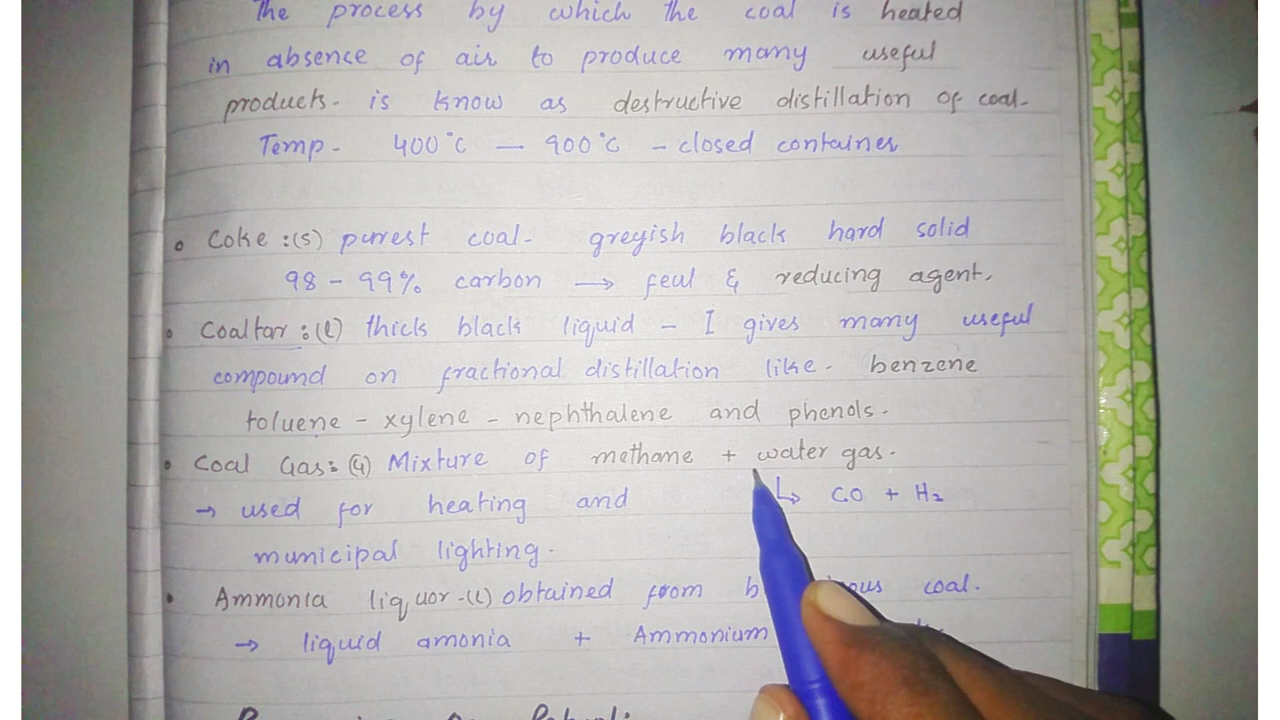 The process by which the coal is heated
in absence of air to produce many useful
products. is know as destructive distillation of coal.
Temp - 400°C — 900°C - closed container
• Coke :(s) purest coal - greyish black hard solid
98 - 99% carbon → feul & reducing agent.
• Coaltar :(l) thick black liquid - I gives many useful
compound on fractional distillation like - benzene
toluene - xylene - nephthalene and phenols.
• Coal Gas: (G) Mixture of methane + water gas.
↳ CO + H₂
→ used for heating and
municipal lighting.
• Ammonia liquor -(l) obtained from coal.
→ liquid amonia + Ammonium